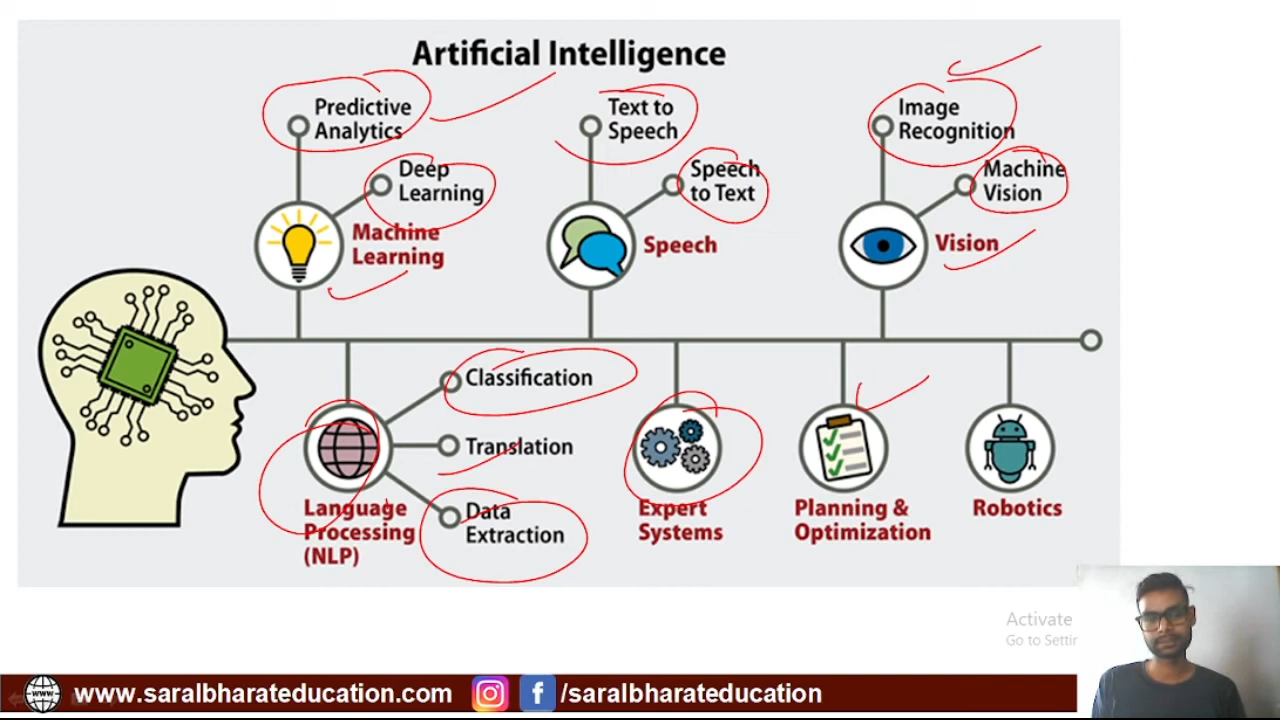 Artificial Intelligence
Predictive
Analytics
Deep
Learning
Machine
Learning
Text to
Speech
Speech
to Text
Speech
Image
Recognition
Machine
Vision
Vision
Classification
Translation
Data
Extraction
Language
Processing
(NLP)
Expert
Systems
Planning &
Optimization
Robotics
Activate
Go to Settin
www
www.saralbharateducation.com
/saralbharateducation